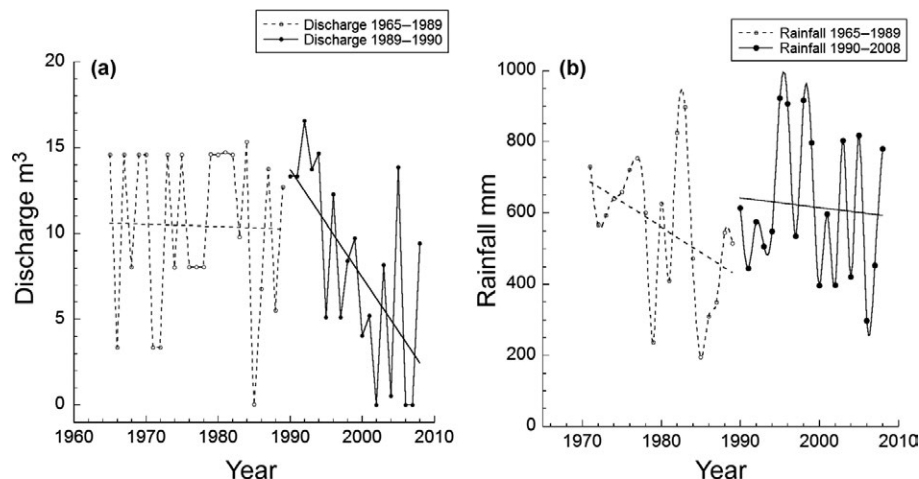 Discharge 1965–1989
Discharge 1989–1990
(a)
20
15
10
5
0
Discharge m³
1960 1970 1980 1990 2000 2010
Year
Rainfall 1965–1989
Rainfall 1990–2008
(b)
1000
800
600
400
200
0
Rainfall mm
1970 1980 1990 2000 2010
Year